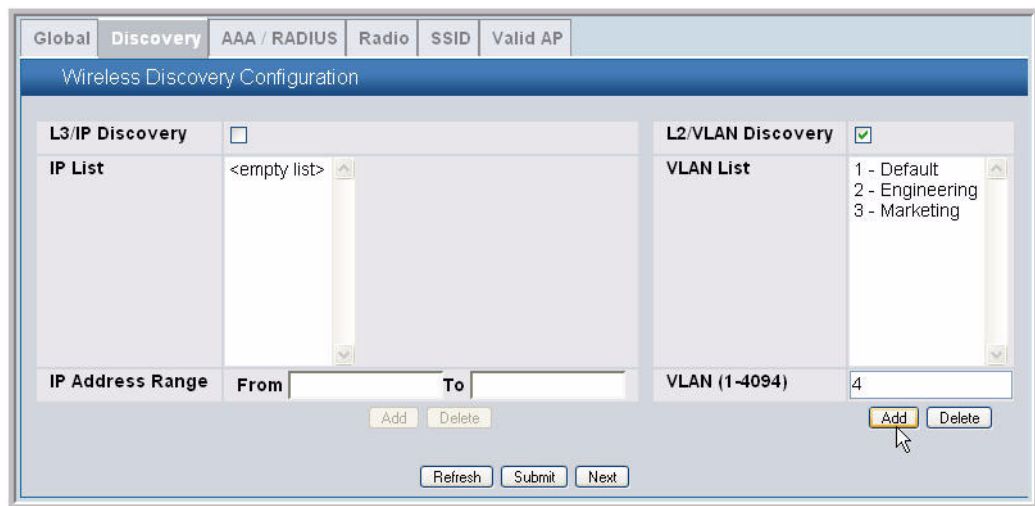 Global Discovery AAA / RADIUS Radio SSID Valid AP
Wireless Discovery Configuration
L3/IP Discovery
L2/VLAN Discovery
IP List
<empty list>
VLAN List
1 - Default
2 - Engineering
3 - Marketing
IP Address Range From To
VLAN (1-4094) 4
Add Delete
Add Delete
Refresh Submit Next